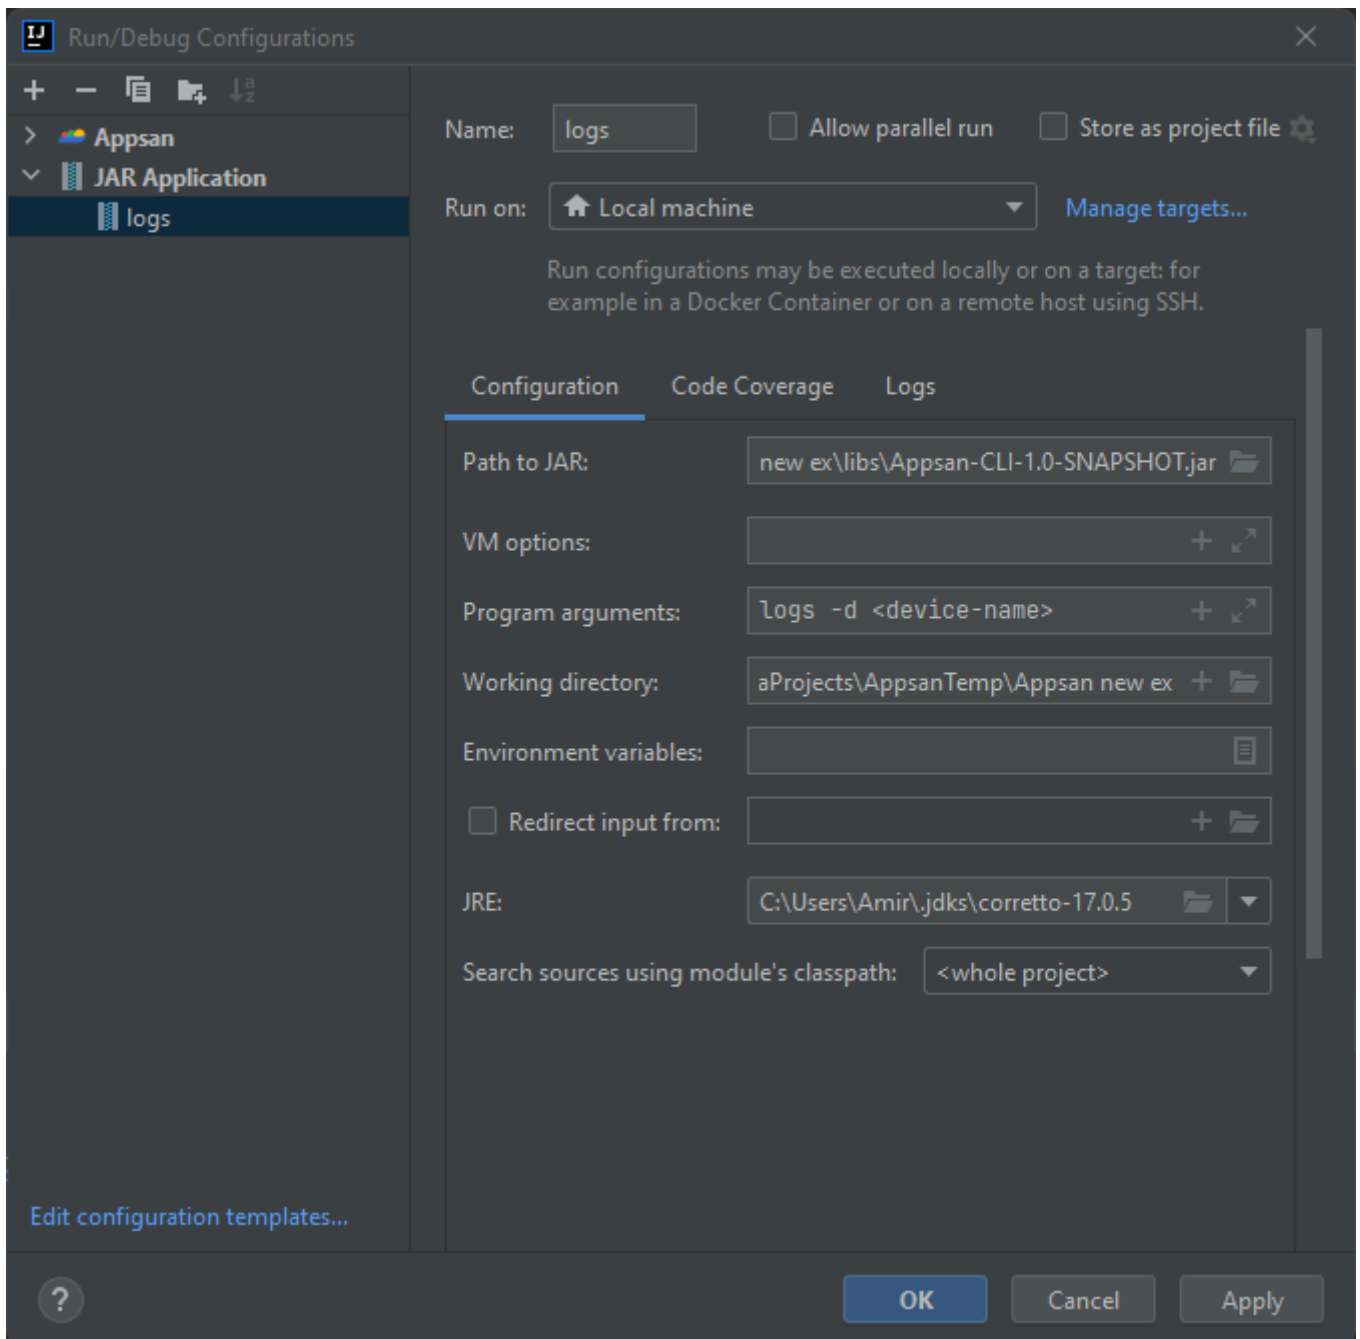 IJ
Run/Debug Configurations
Appsan
JAR Application
logs
Edit configuration templates...
Name: logs Allow parallel run Store as project file
Run on: Local machine Manage targets...
Run configurations may be executed locally or on a target: for
example in a Docker Container or on a remote host using SSH.
Configuration Code Coverage Logs
Path to JAR: new ex\libs\Appsan-CLI-1.0-SNAPSHOT.jar
VM options:
Program arguments: logs -d <device-name>
Working directory: aProjects\AppsanTemp\Appsan new ex
Environment variables:
Redirect input from:
JRE: C:\Users\Amir\.jdks\corretto-17.0.5
Search sources using module's classpath: <whole project>
? OK Cancel Apply